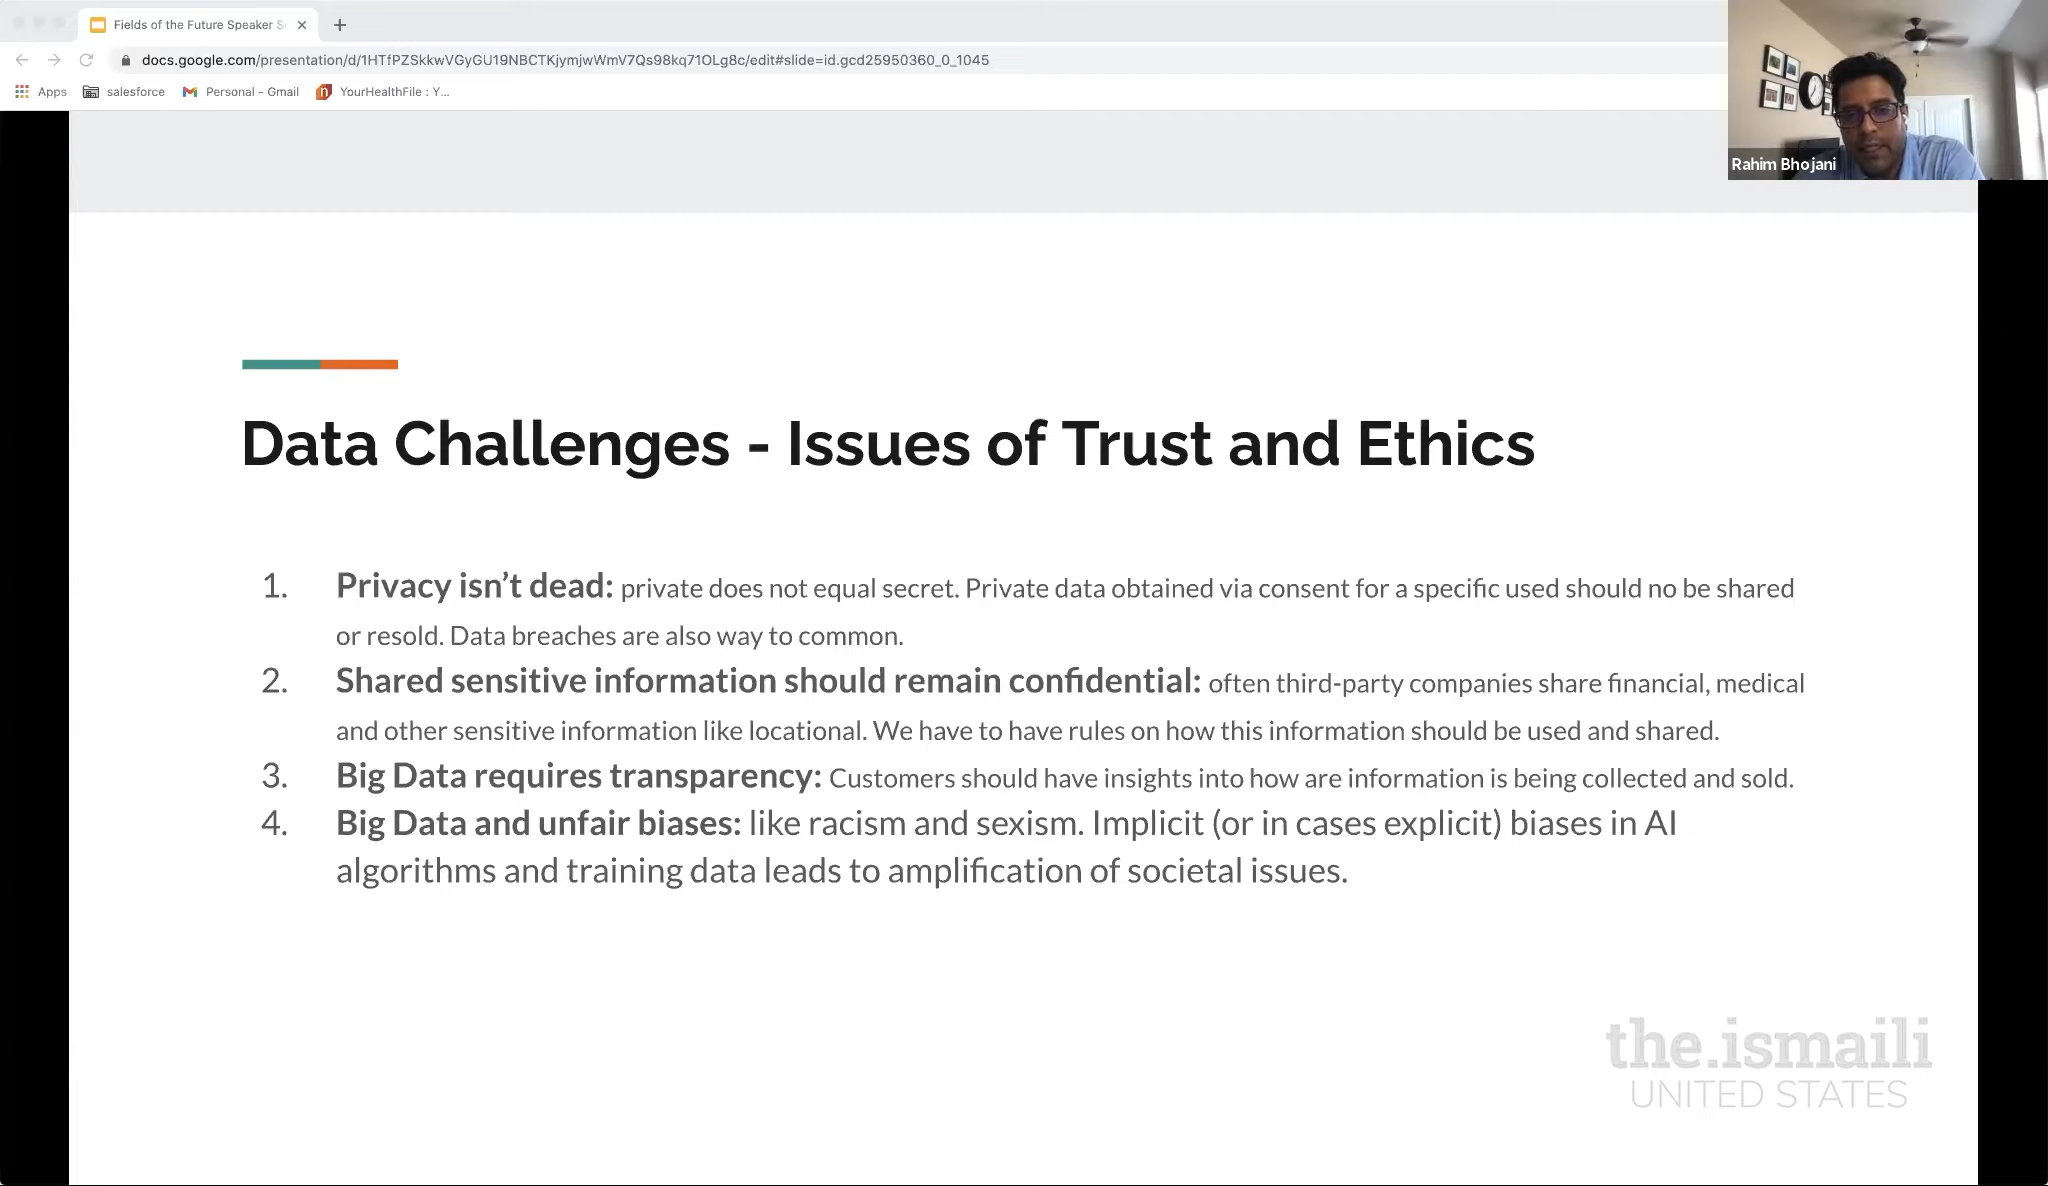 Fields of the Future Speaker S
docs.google.com/presentation/d/1HTfPZSkkwVGyGU19NBCTKjymjwWmV7Qs98kq71OLg8c/edit#slide=id.gcd25950360_0_1045
Apps salesforce Personal - Gmail YourHealthFile : Y...
Rahim Bhojani
Data Challenges - Issues of Trust and Ethics
1. Privacy isn’t dead: private does not equal secret. Private data obtained via consent for a specific used should no be shared
or resold. Data breaches are also way to common.
2. Shared sensitive information should remain confidential: often third-party companies share financial, medical
and other sensitive information like locational. We have to have rules on how this information should be used and shared.
3. Big Data requires transparency: Customers should have insights into how are information is being collected and sold.
4. Big Data and unfair biases: like racism and sexism. Implicit (or in cases explicit) biases in AI
algorithms and training data leads to amplification of societal issues.
the.ismaili
UNITED STATES